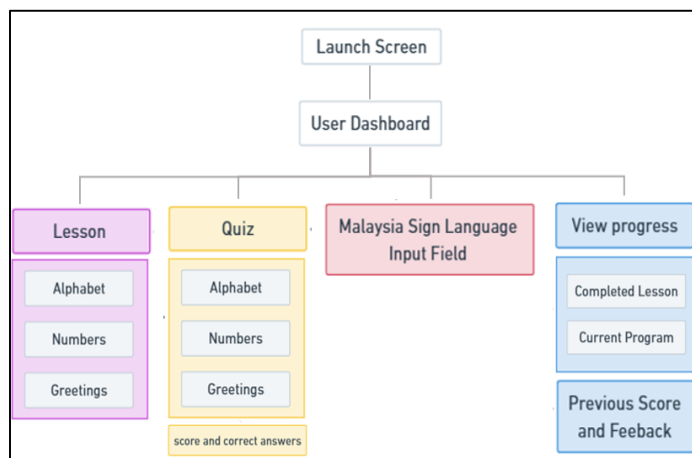 Launch Screen
User Dashboard
Lesson
Alphabet
Numbers
Greetings
Quiz
Alphabet
Numbers
Greetings
score and correct answers
Malaysia Sign Language
Input Field
View progress
Completed Lesson
Current Program
Previous Score
and Feeback